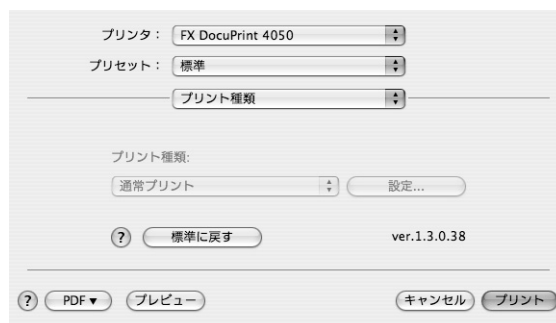 プリンタ： FX DocuPrint 4050
プリセット： 標準
プリント種類
プリント種類:
通常プリント 設定...
? 標準に戻す ver.1.3.0.38
? PDF▼ プレビュー キャンセル プリント